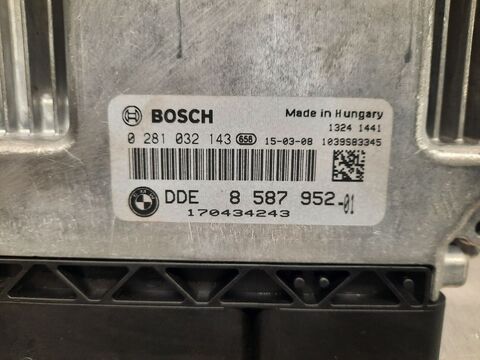 BOSCH Made in Hungary
1324 1441
0 281 032 143 656 15-03-08 1039S83345
DDE 8 587 952-01
170434243